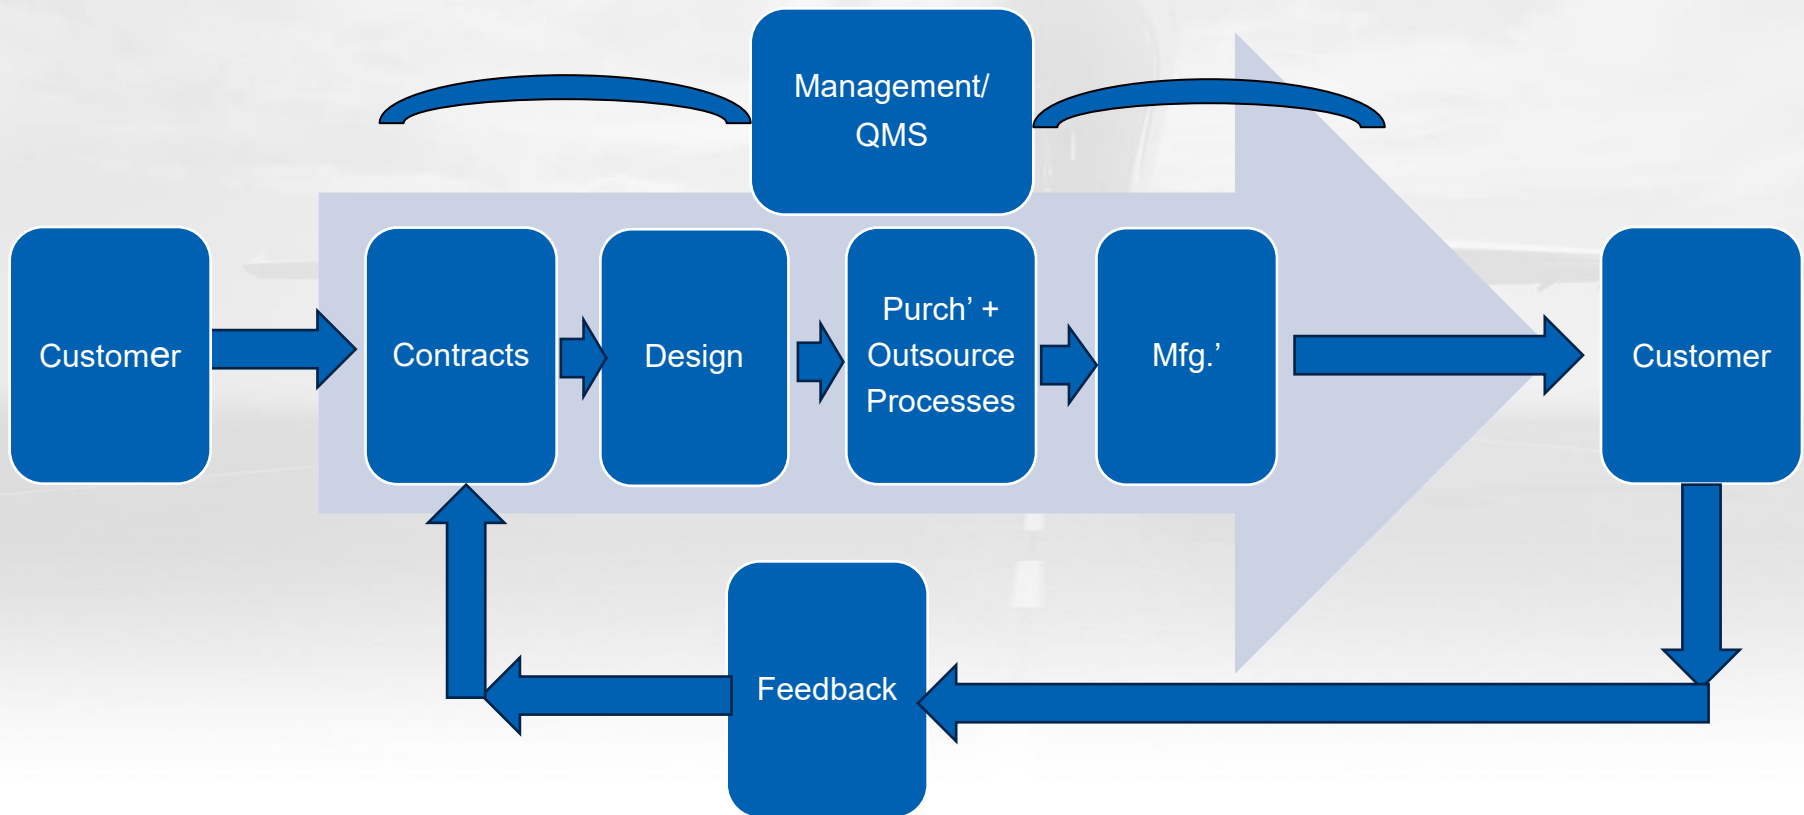 Management/
QMS
Customer
Contracts
Design
Purch’ +
Outsource
Processes
Mfg.’
Customer
Feedback